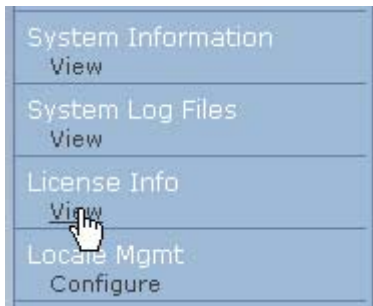 System Information
View
System Log Files
View
License Info
View
Locale Mgmt
Configure